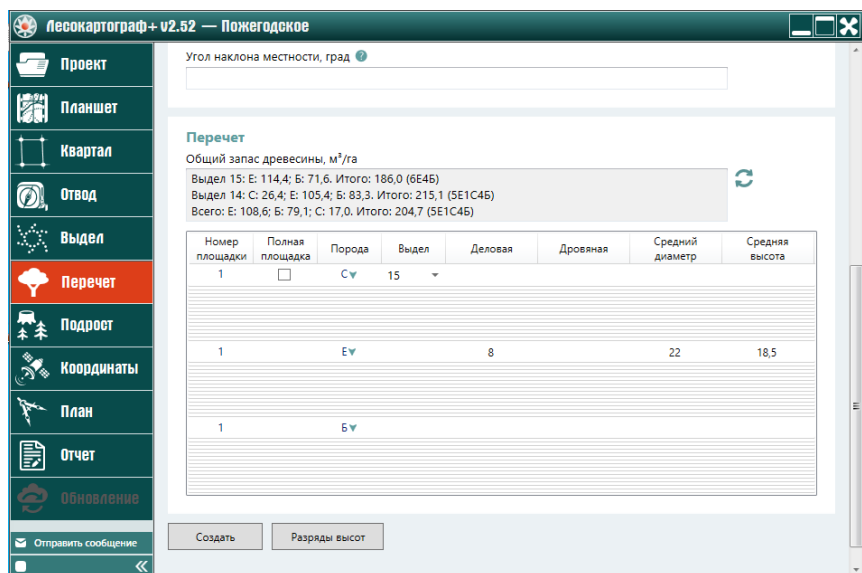 Лесокартограф+ v2.52 — Пожегодское
Проект
Планшет
Квартал
Отвод
Выдел
Перечет
Подрост
Координаты
План
Отчет
Обновление
Отправить сообщение
Угол наклона местности, град
Перечет
Общий запас древесины, м³/га
Выдел 15: Е: 114,4; Б: 71,6. Итого: 186,0 (6Е4Б)
Выдел 14: С: 26,4; Е: 105,4; Б: 83,3. Итого: 215,1 (5Е1С4Б)
Всего: Е: 108,6; Б: 79,1; С: 17,0. Итого: 204,7 (5Е1С4Б)
Номер площадки Полная площадка Порода Выдел Деловая Дровяная Средний диаметр Средняя высота
1 С 15
1 Е 8 22 18,5
1 Б
Создать Разряды высот